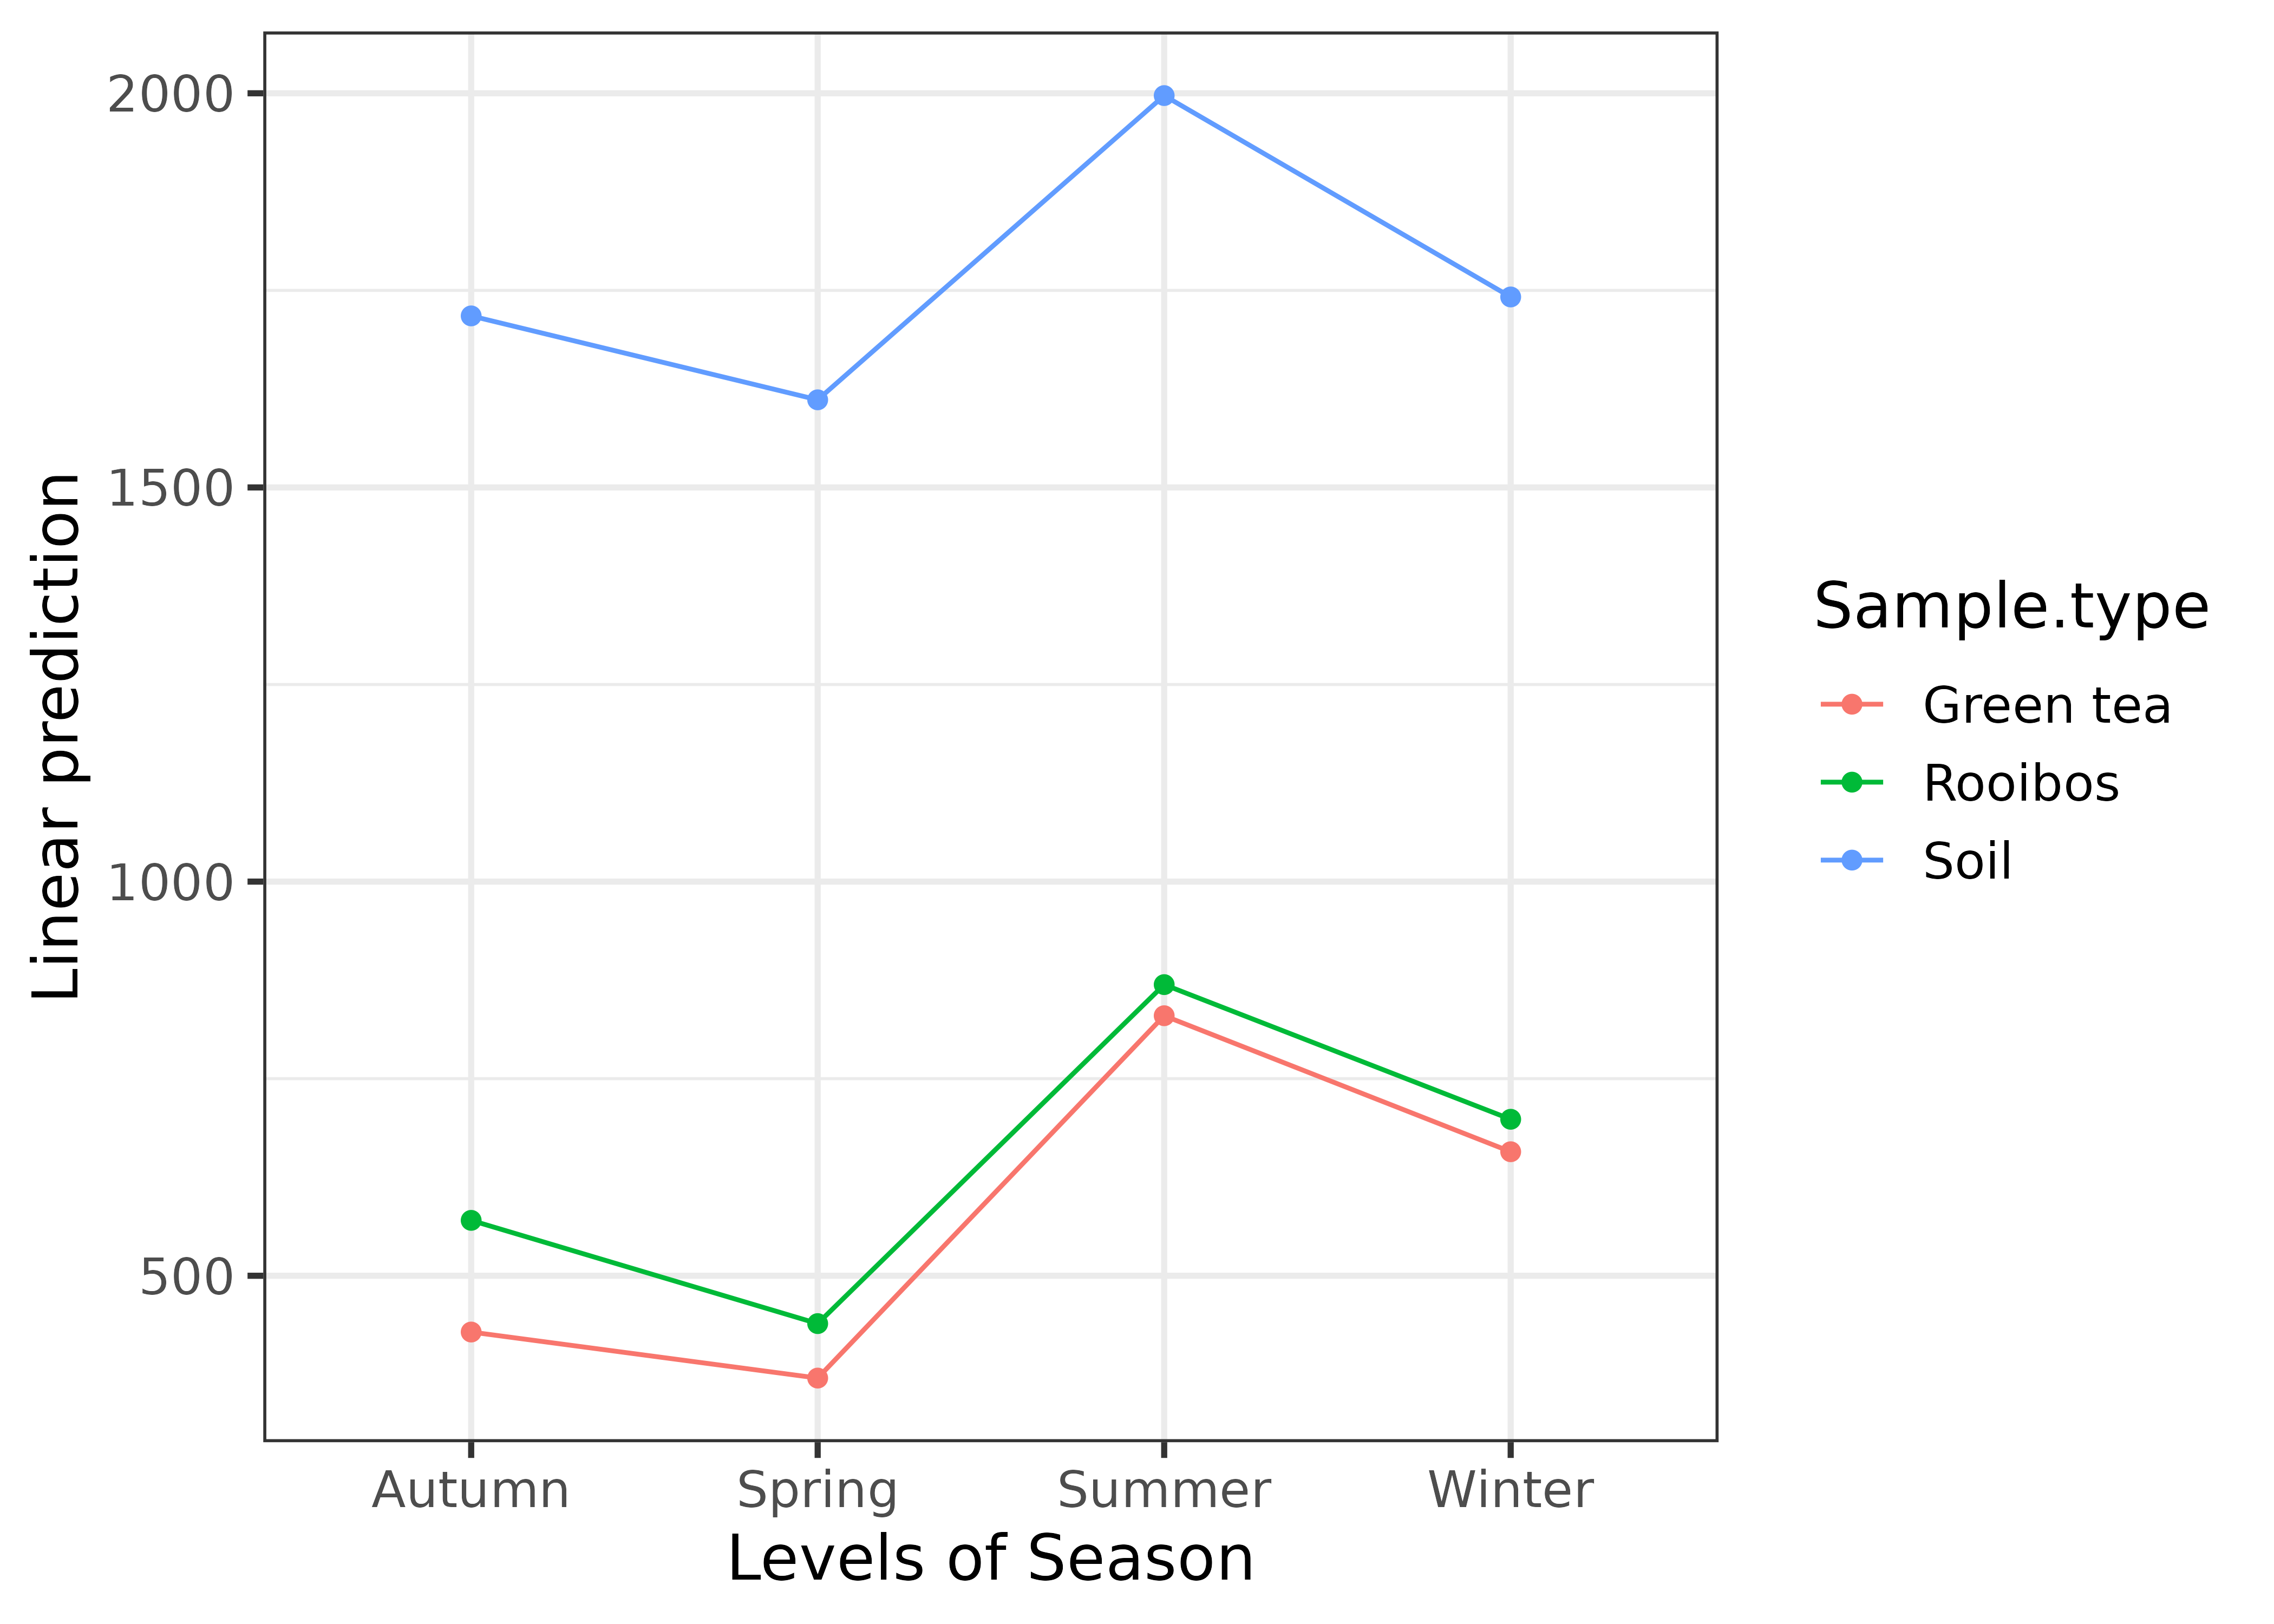 Linear prediction
2000
1500
1000
500
Autumn Spring Summer Winter
Levels of Season
Sample.type
Green tea
Rooibos
Soil